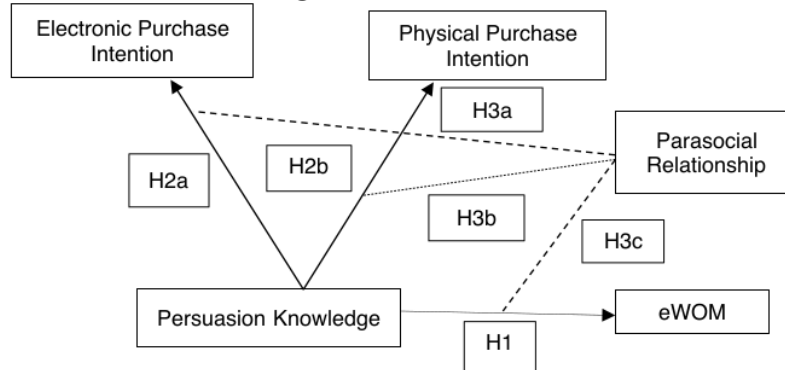 Electronic Purchase
Intention
Physical Purchase
Intention
H3a
Parasocial
Relationship
H2a
H2b
H3b
H3c
Persuasion Knowledge
eWOM
H1